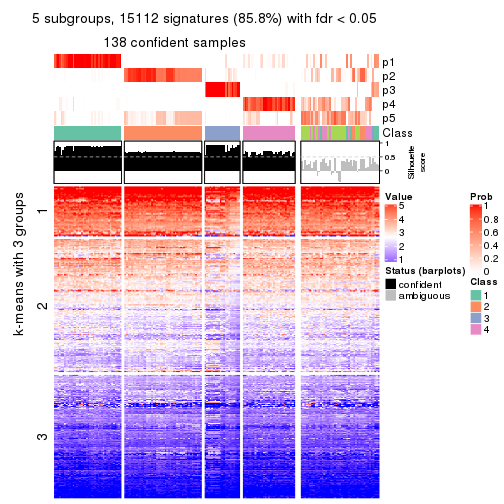 5 subgroups, 15112 signatures (85.8%) with fdr < 0.05
138 confident samples
p1
p2
p3
p4
p5
Class
1
0.5
0
Silhouette
score
k-means with 3 groups
1
2
3
Value
5
4
3
2
1
Status (barplots)
confident
ambiguous
Prob
1
0.8
0.6
0.4
0.2
0
Class
1
2
3
4